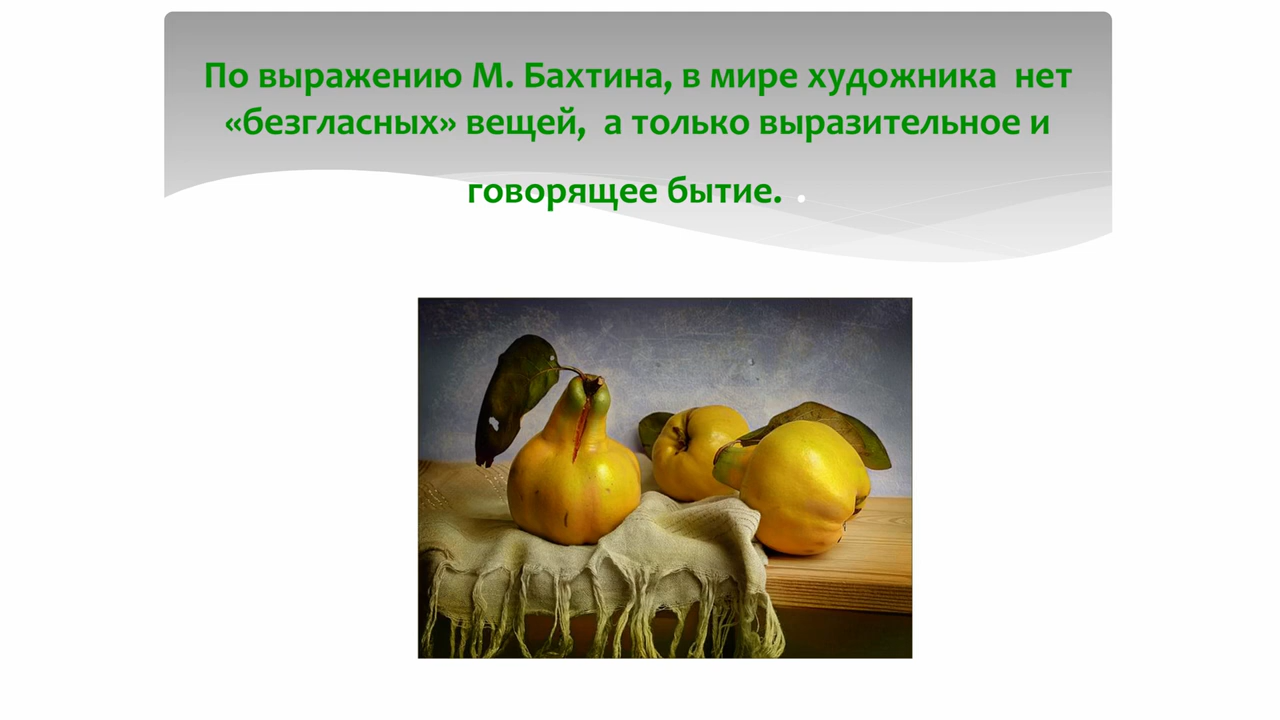 По выражению М. Бахтина, в мире художника  нет
«безгласных» вещей,  а только выразительное и
говорящее бытие. .